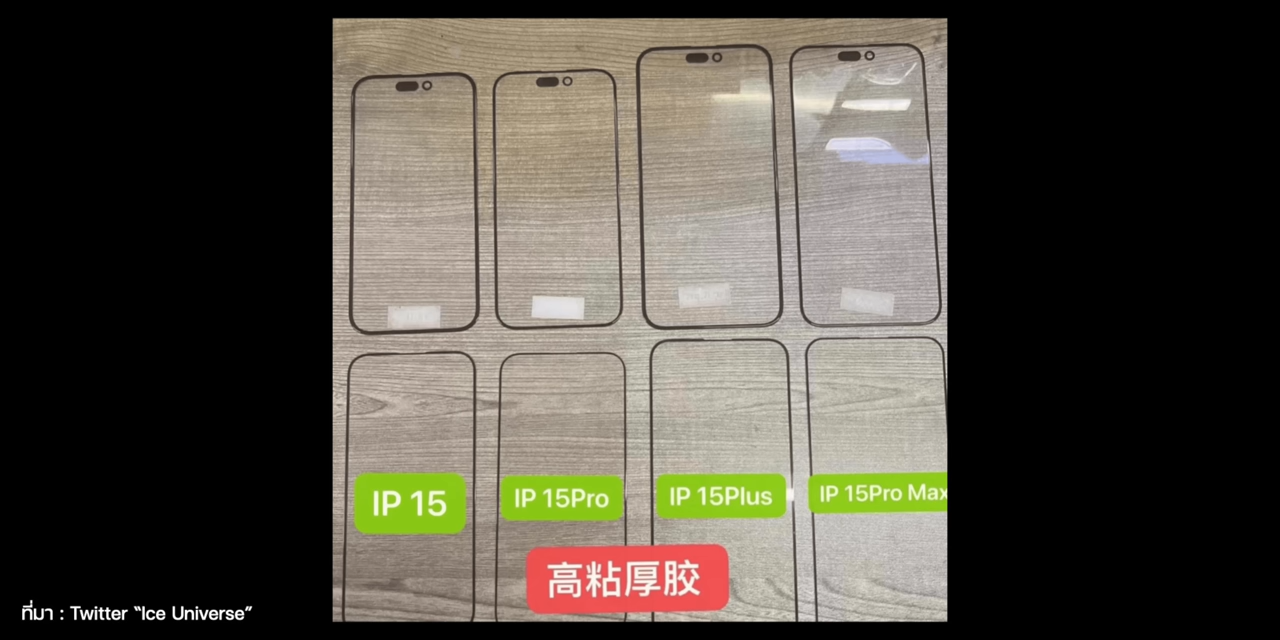 IP 15
IP 15Pro
IP 15Plus
IP 15Pro Max
高粘厚胶
ที่มา : Twitter “Ice Universe”